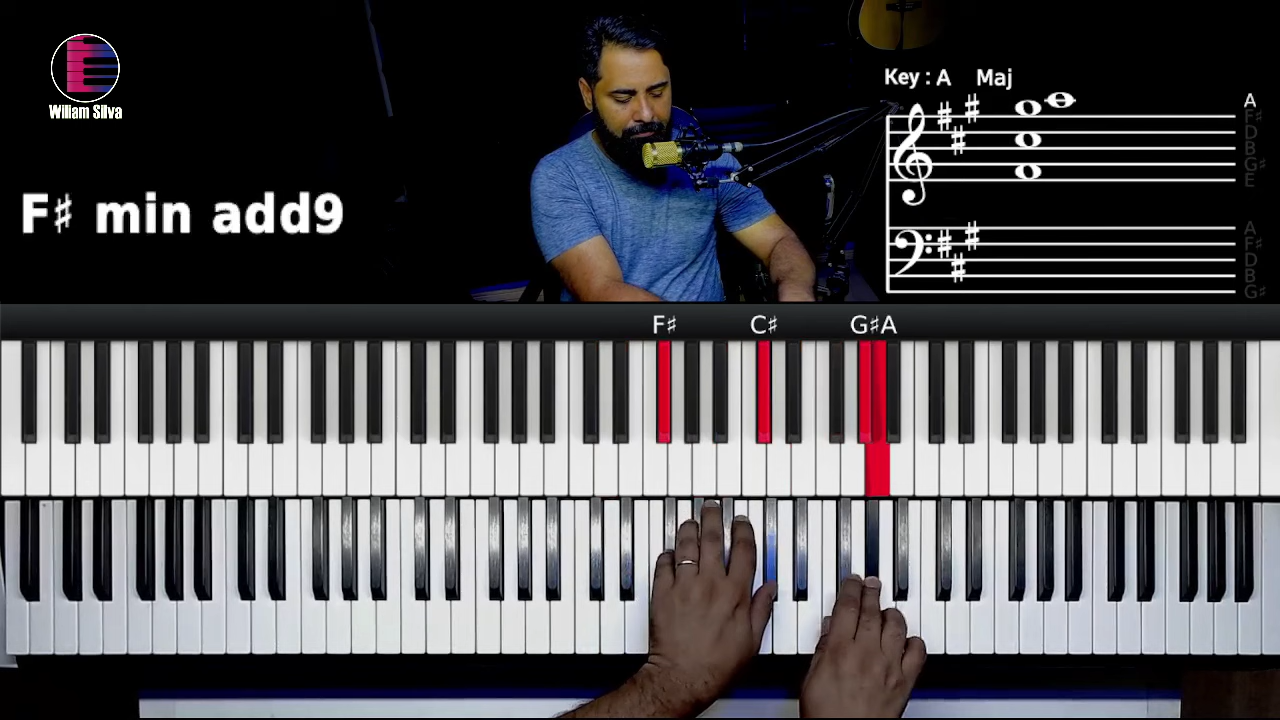 Wiliam Silva
F♯ min add9
Key : A Maj
A
F♯
D
B
G♯
E
A
F♯
D
B
G♯
F♯ C♯ G♯A